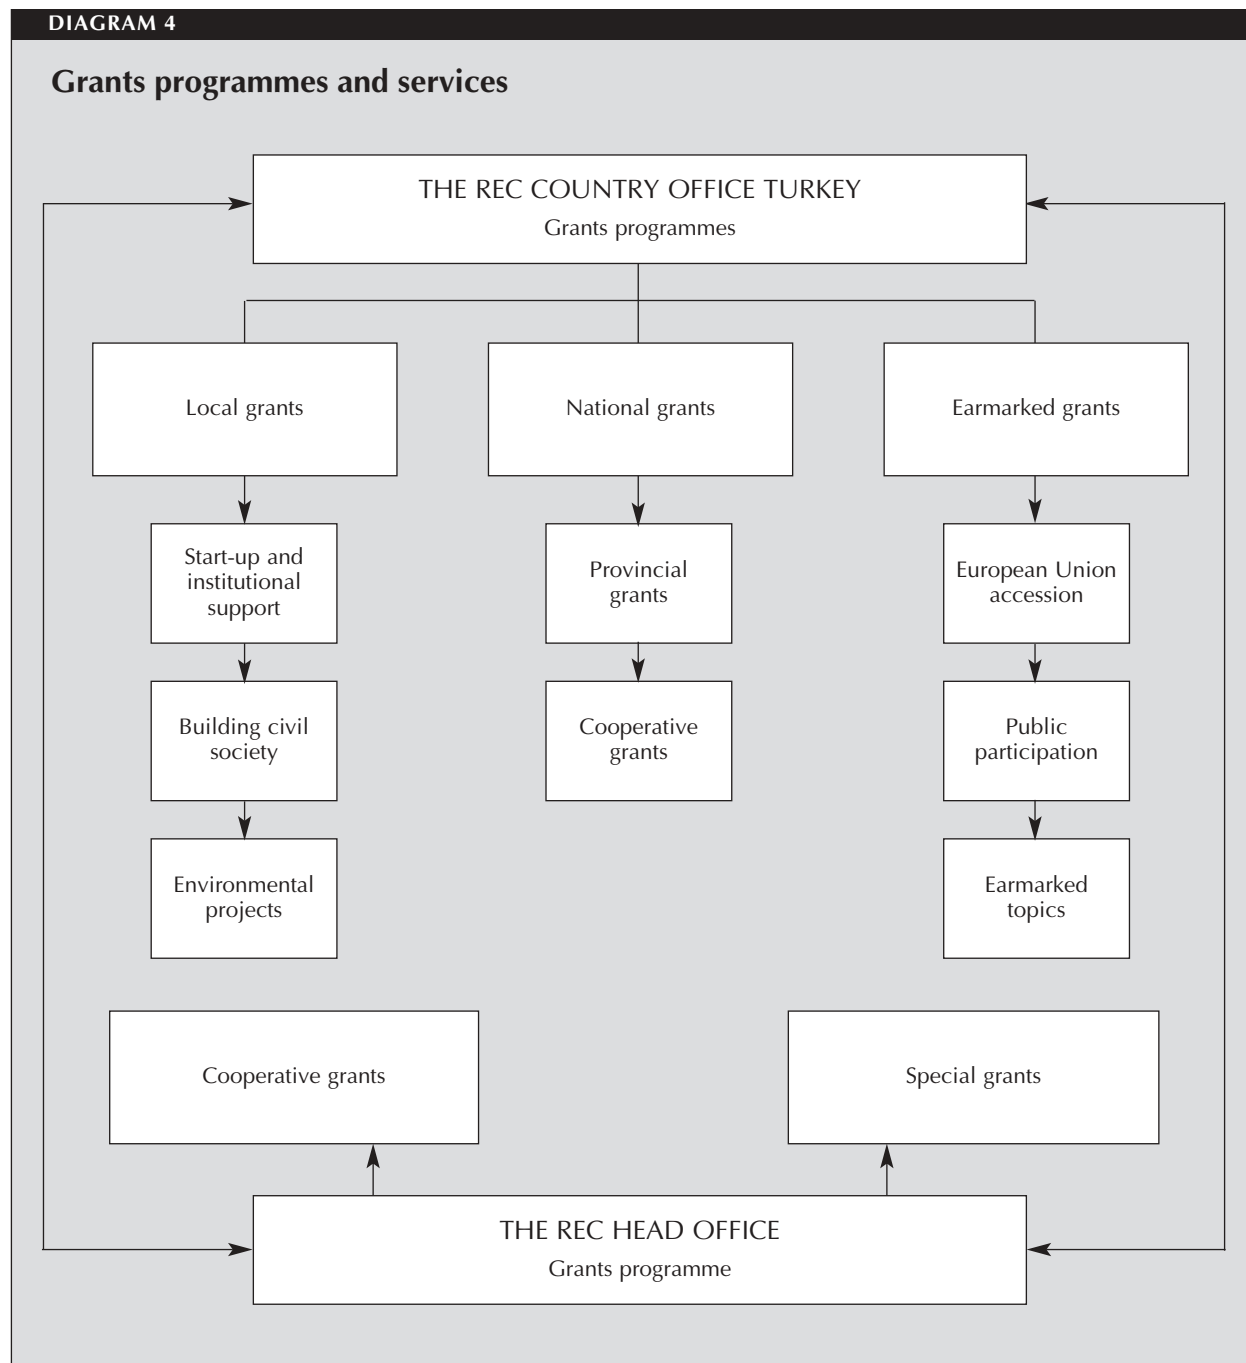 DIAGRAM 4
Grants programmes and services
THE REC COUNTRY OFFICE TURKEY
Grants programmes
Local grants
National grants
Earmarked grants
Start-up and
institutional
support
Provincial
grants
European Union
accession
Building civil
society
Cooperative
grants
Public
participation
Environmental
projects
Earmarked
topics
Cooperative grants
Special grants
THE REC HEAD OFFICE
Grants programme